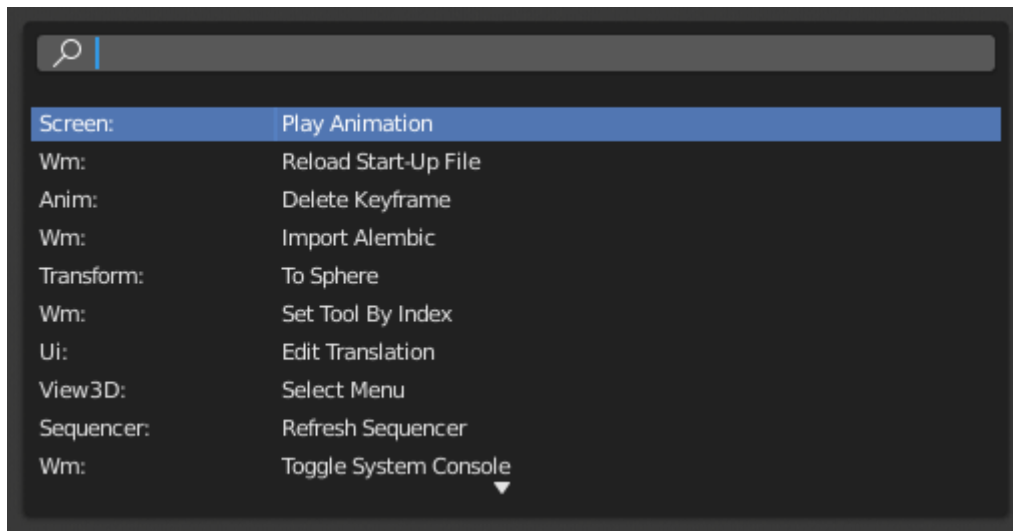 Screen: Play Animation
Wm: Reload Start-Up File
Anim: Delete Keyframe
Wm: Import Alembic
Transform: To Sphere
Wm: Set Tool By Index
Ui: Edit Translation
View3D: Select Menu
Sequencer: Refresh Sequencer
Wm: Toggle System Console